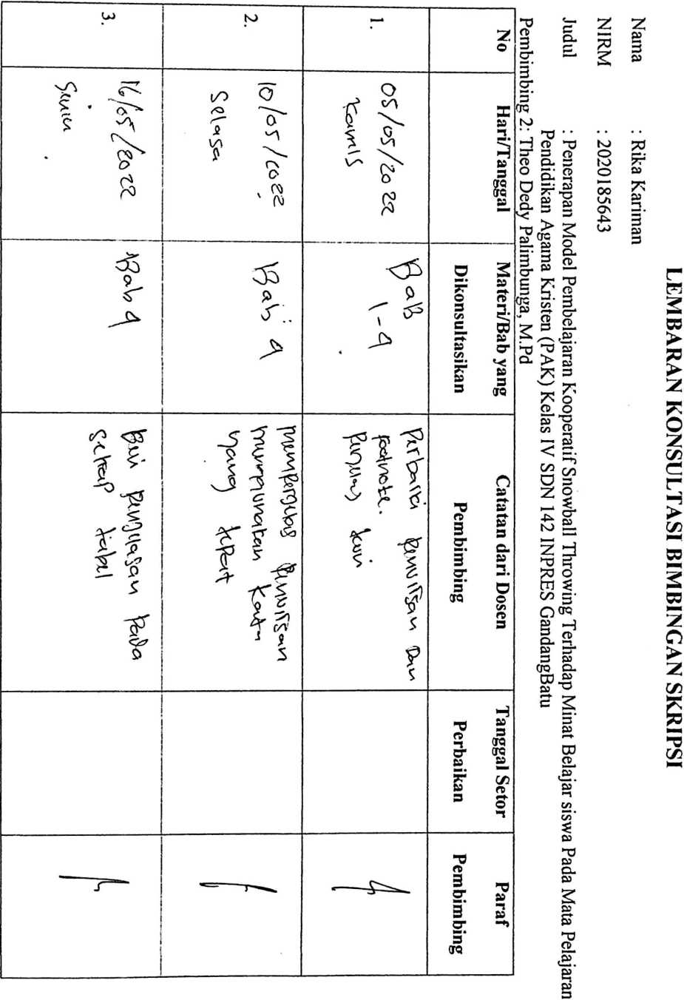 LEMBARAN KONSULTASI BIMBINGAN SKRIPSI
Nama : Rika Kariman
NIRM : 2020185643
Judul : Penerapan Model Pembelajaran Kooperatif Snowball Throwing Terhadap Minat Belajar siswa Pada Mata Pelajaran
Pendidikan Agama Kristen (PAK) Kelas IV SDN 142 INPRES GandangBatu
Pembimbing 2: Theo Dedy Palimbunga, M.Pd
No Hari/Tanggal Materi/Bab yang Dikonsultasikan Catatan dari Dosen Pembimbing Tanggal Setor Perbaikan Paraf Pembimbing
1.
05/05/2022
Kamis
BaB
1-4
Perbaiki penulisan Dan
footnote.
Perjelas
2.
10/05/2022
Selasa
Bab 4
memperjelas penulisan
menggunakan kata
yang tepat
3.
16/05/2022
Senin
Bab 4
Beri penjelasan pada
setiap tabel